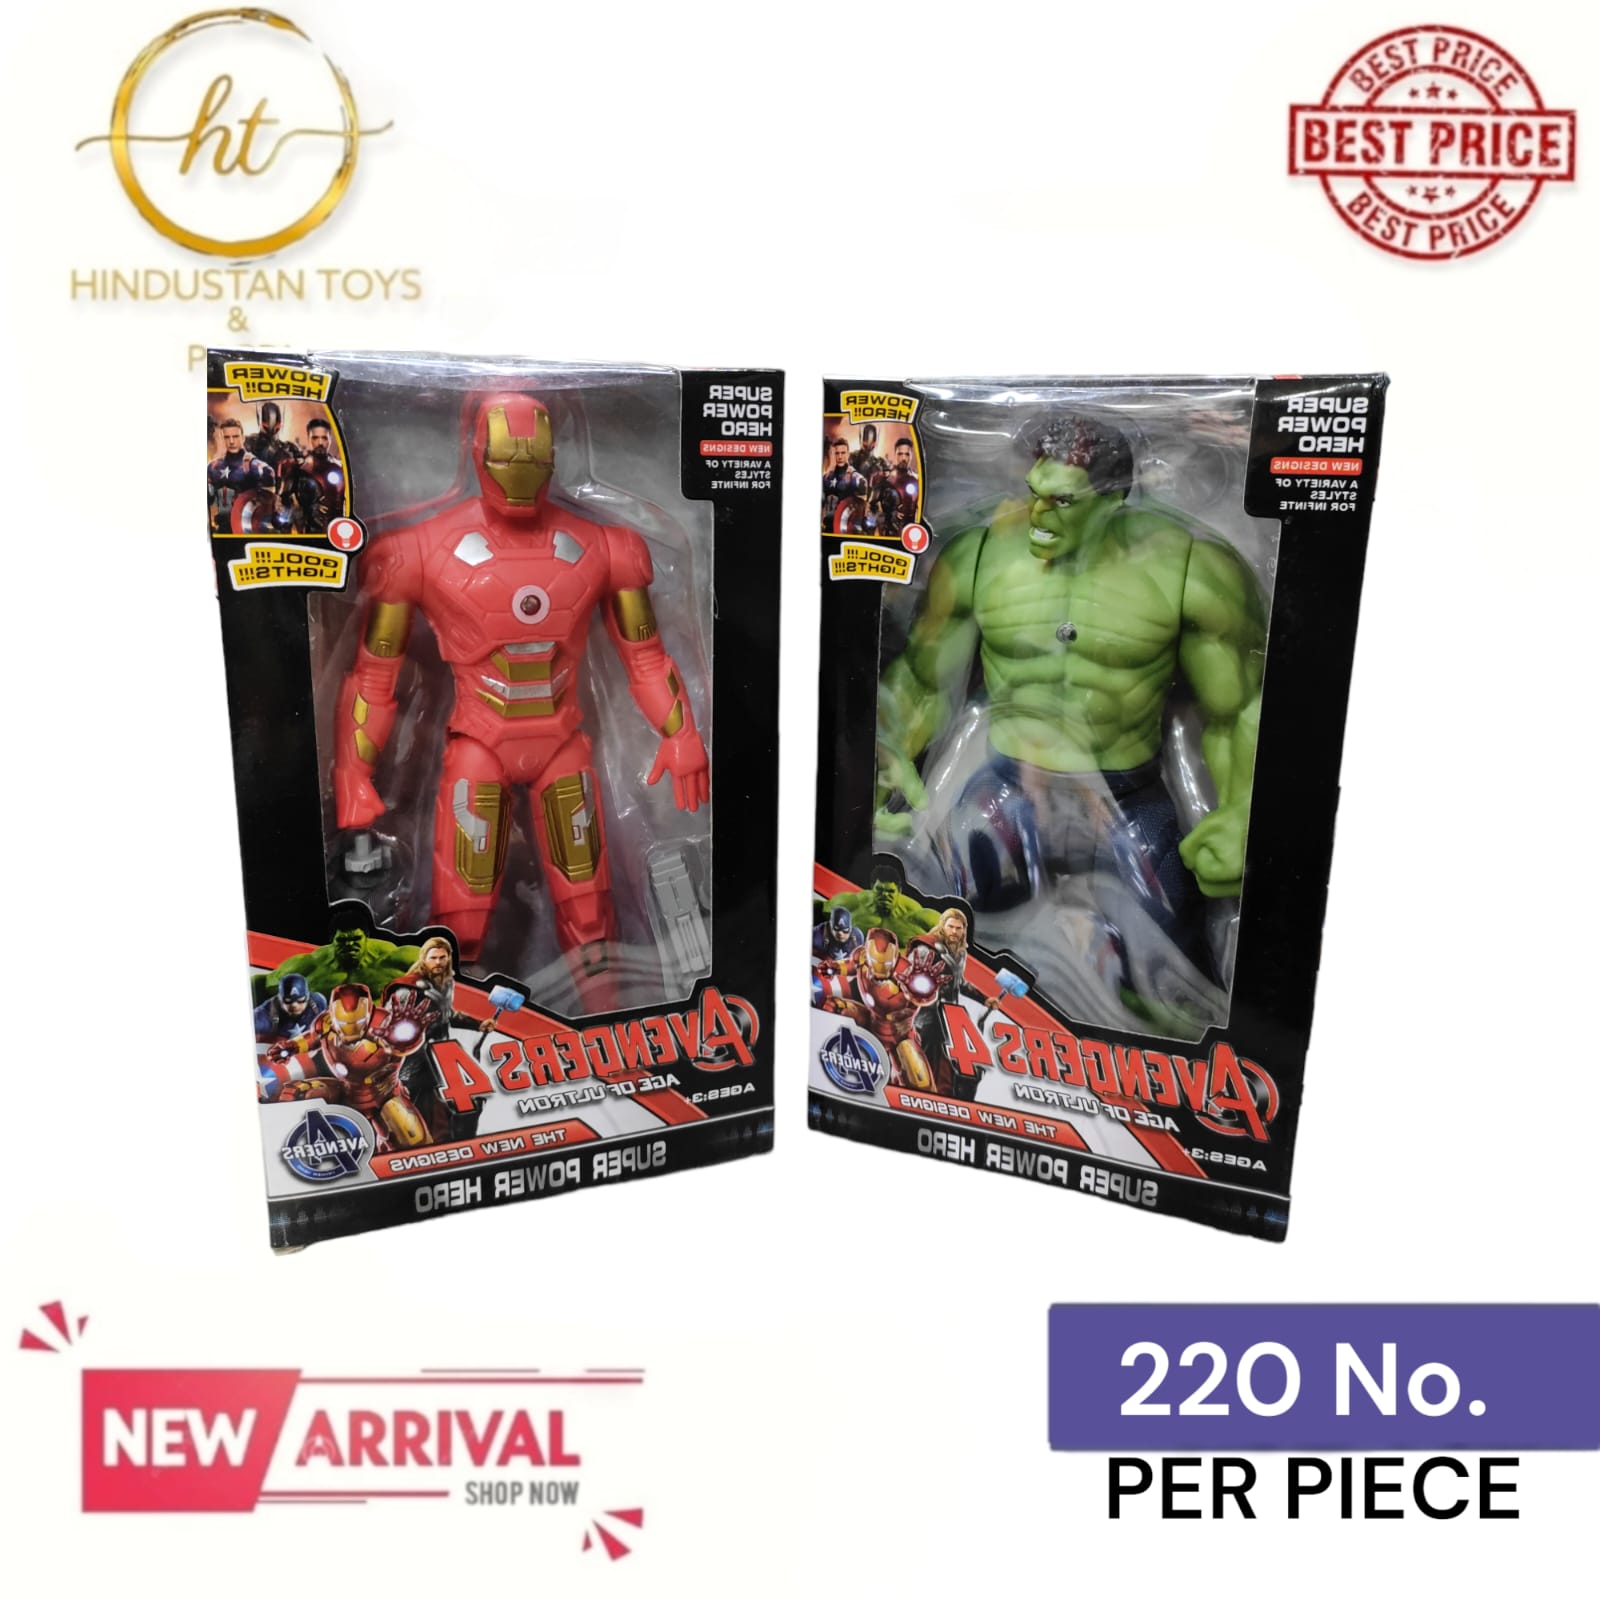 ht
HINDUSTAN TOYS
&
BEST PRICE
BEST PRICE
BEST PRICE
POWER
HERO!!!
GOOL!!!
LIGHTS!!!
SUPER
POWER
HERO
NEW DESIGNS
A VARIETY OF
STYLES
FOR INFINTE
AVENGERS 4
AGE OF ULTRON
AGES:3+
THE NEW DESIGNS
AVENGERS
SUPER POWER HERO
POWER
HERO!!
GOOL!!!
LIGHTS!!!
SUPER
POWER
HERO
NEW DESIGNS
A VARIETY OF
STYLES
FOR INFINTE
AVENGERS 4
AGE OF ULTRON
AGES:3+
THE NEW DESIGNS
AVENGERS
SUPER POWER HERO
NEW ARRIVAL
SHOP NOW
220 No.
PER PIECE